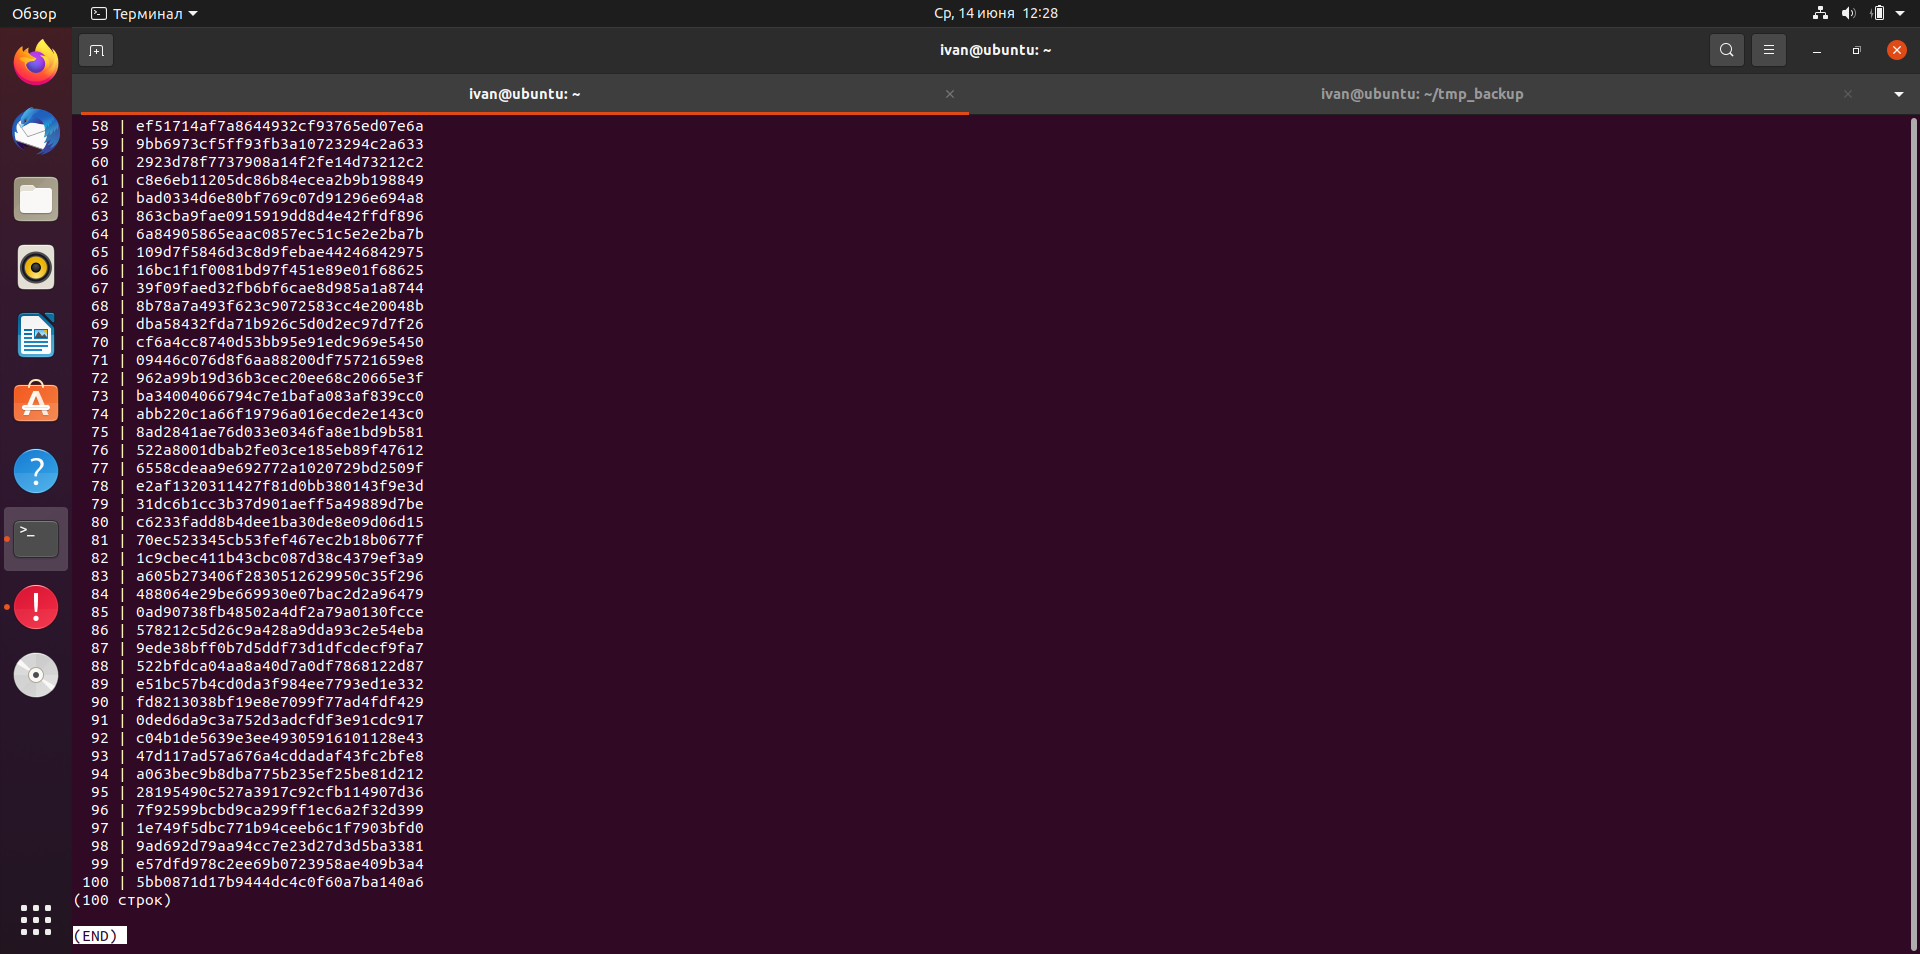 Обзор
Терминал
Ср, 14 июня 12:28
ivan@ubuntu: ~
ivan@ubuntu: ~
ivan@ubuntu: ~/tmp_backup
58 | ef51714af7a8644932cf93765ed07e6a
59 | 9bb6973cf5ff93fb3a10723294c2a633
60 | 2923d78f7737908a14f2fe14d73212c2
61 | c8e6eb11205dc86b84ecea2b9b198849
62 | bad0334d6e80bf769c07d91296e694a8
63 | 863cba9fae0915919dd8d4e42ffdf896
64 | 6a84905865eaac0857ec51c5e2e2ba7b
65 | 109d7f5846d3c8d9febae44246842975
66 | 16bc1f1f0081bd97f451e89e01f68625
67 | 39f09faed32fb6bf6cae8d985a1a8744
68 | 8b78a7a493f623c9072583cc4e20048b
69 | dba58432fda71b926c5d0d2ec97d7f26
70 | cf6a4cc8740d53bb95e91edc969e5450
71 | 09446c076d8f6aa88200df75721659e8
72 | 962a99b19d36b3cec20ee68c20665e3f
73 | ba34004066794c7e1bafa083af839cc0
74 | abb220c1a66f19796a016ecde2e143c0
75 | 8ad2841ae76d033e0346fa8e1bd9b581
76 | 522a8001dbab2fe03ce185eb89f47612
77 | 6558cdeaa9e692772a1020729bd2509f
78 | e2af1320311427f81d0bb380143f9e3d
79 | 31dc6b1cc3b37d901aeff5a49889d7be
80 | c6233fadd8b4dee1ba30de8e09d06d15
81 | 70ec523345cb53fef467ec2b18b0677f
82 | 1c9cbec411b43cbc087d38c4379ef3a9
83 | a605b273406f2830512629950c35f296
84 | 488064e29be669930e07bac2d2a96479
85 | 0ad90738fb48502a4df2a79a0130fcce
86 | 578212c5d26c9a428a9dda93c2e54eba
87 | 9ede38bff0b7d5ddf73d1dfcdecf9fa7
88 | 522bfdca04aa8a40d7a0df7868122d87
89 | e51bc57b4cd0da3f984ee7793ed1e332
90 | fd8213038bf19e8e7099f77ad4fdf429
91 | 0ded6da9c3a752d3adcfdf3e91cdc917
92 | c04b1de5639e3ee49305916101128e43
93 | 47d117ad57a676a4cddadaf43fc2bfe8
94 | a063bec9b8dba775b235ef25be81d212
95 | 28195490c527a3917c92cfb114907d36
96 | 7f92599bcbd9ca299ff1ec6a2f32d399
97 | 1e749f5dbc771b94ceeb6c1f7903bfd0
98 | 9ad692d79aa94cc7e23d27d3d5ba3381
99 | e57dfd978c2ee69b0723958ae409b3a4
100 | 5bb0871d17b9444dc4c0f60a7ba140a6
(100 строк)
(END)